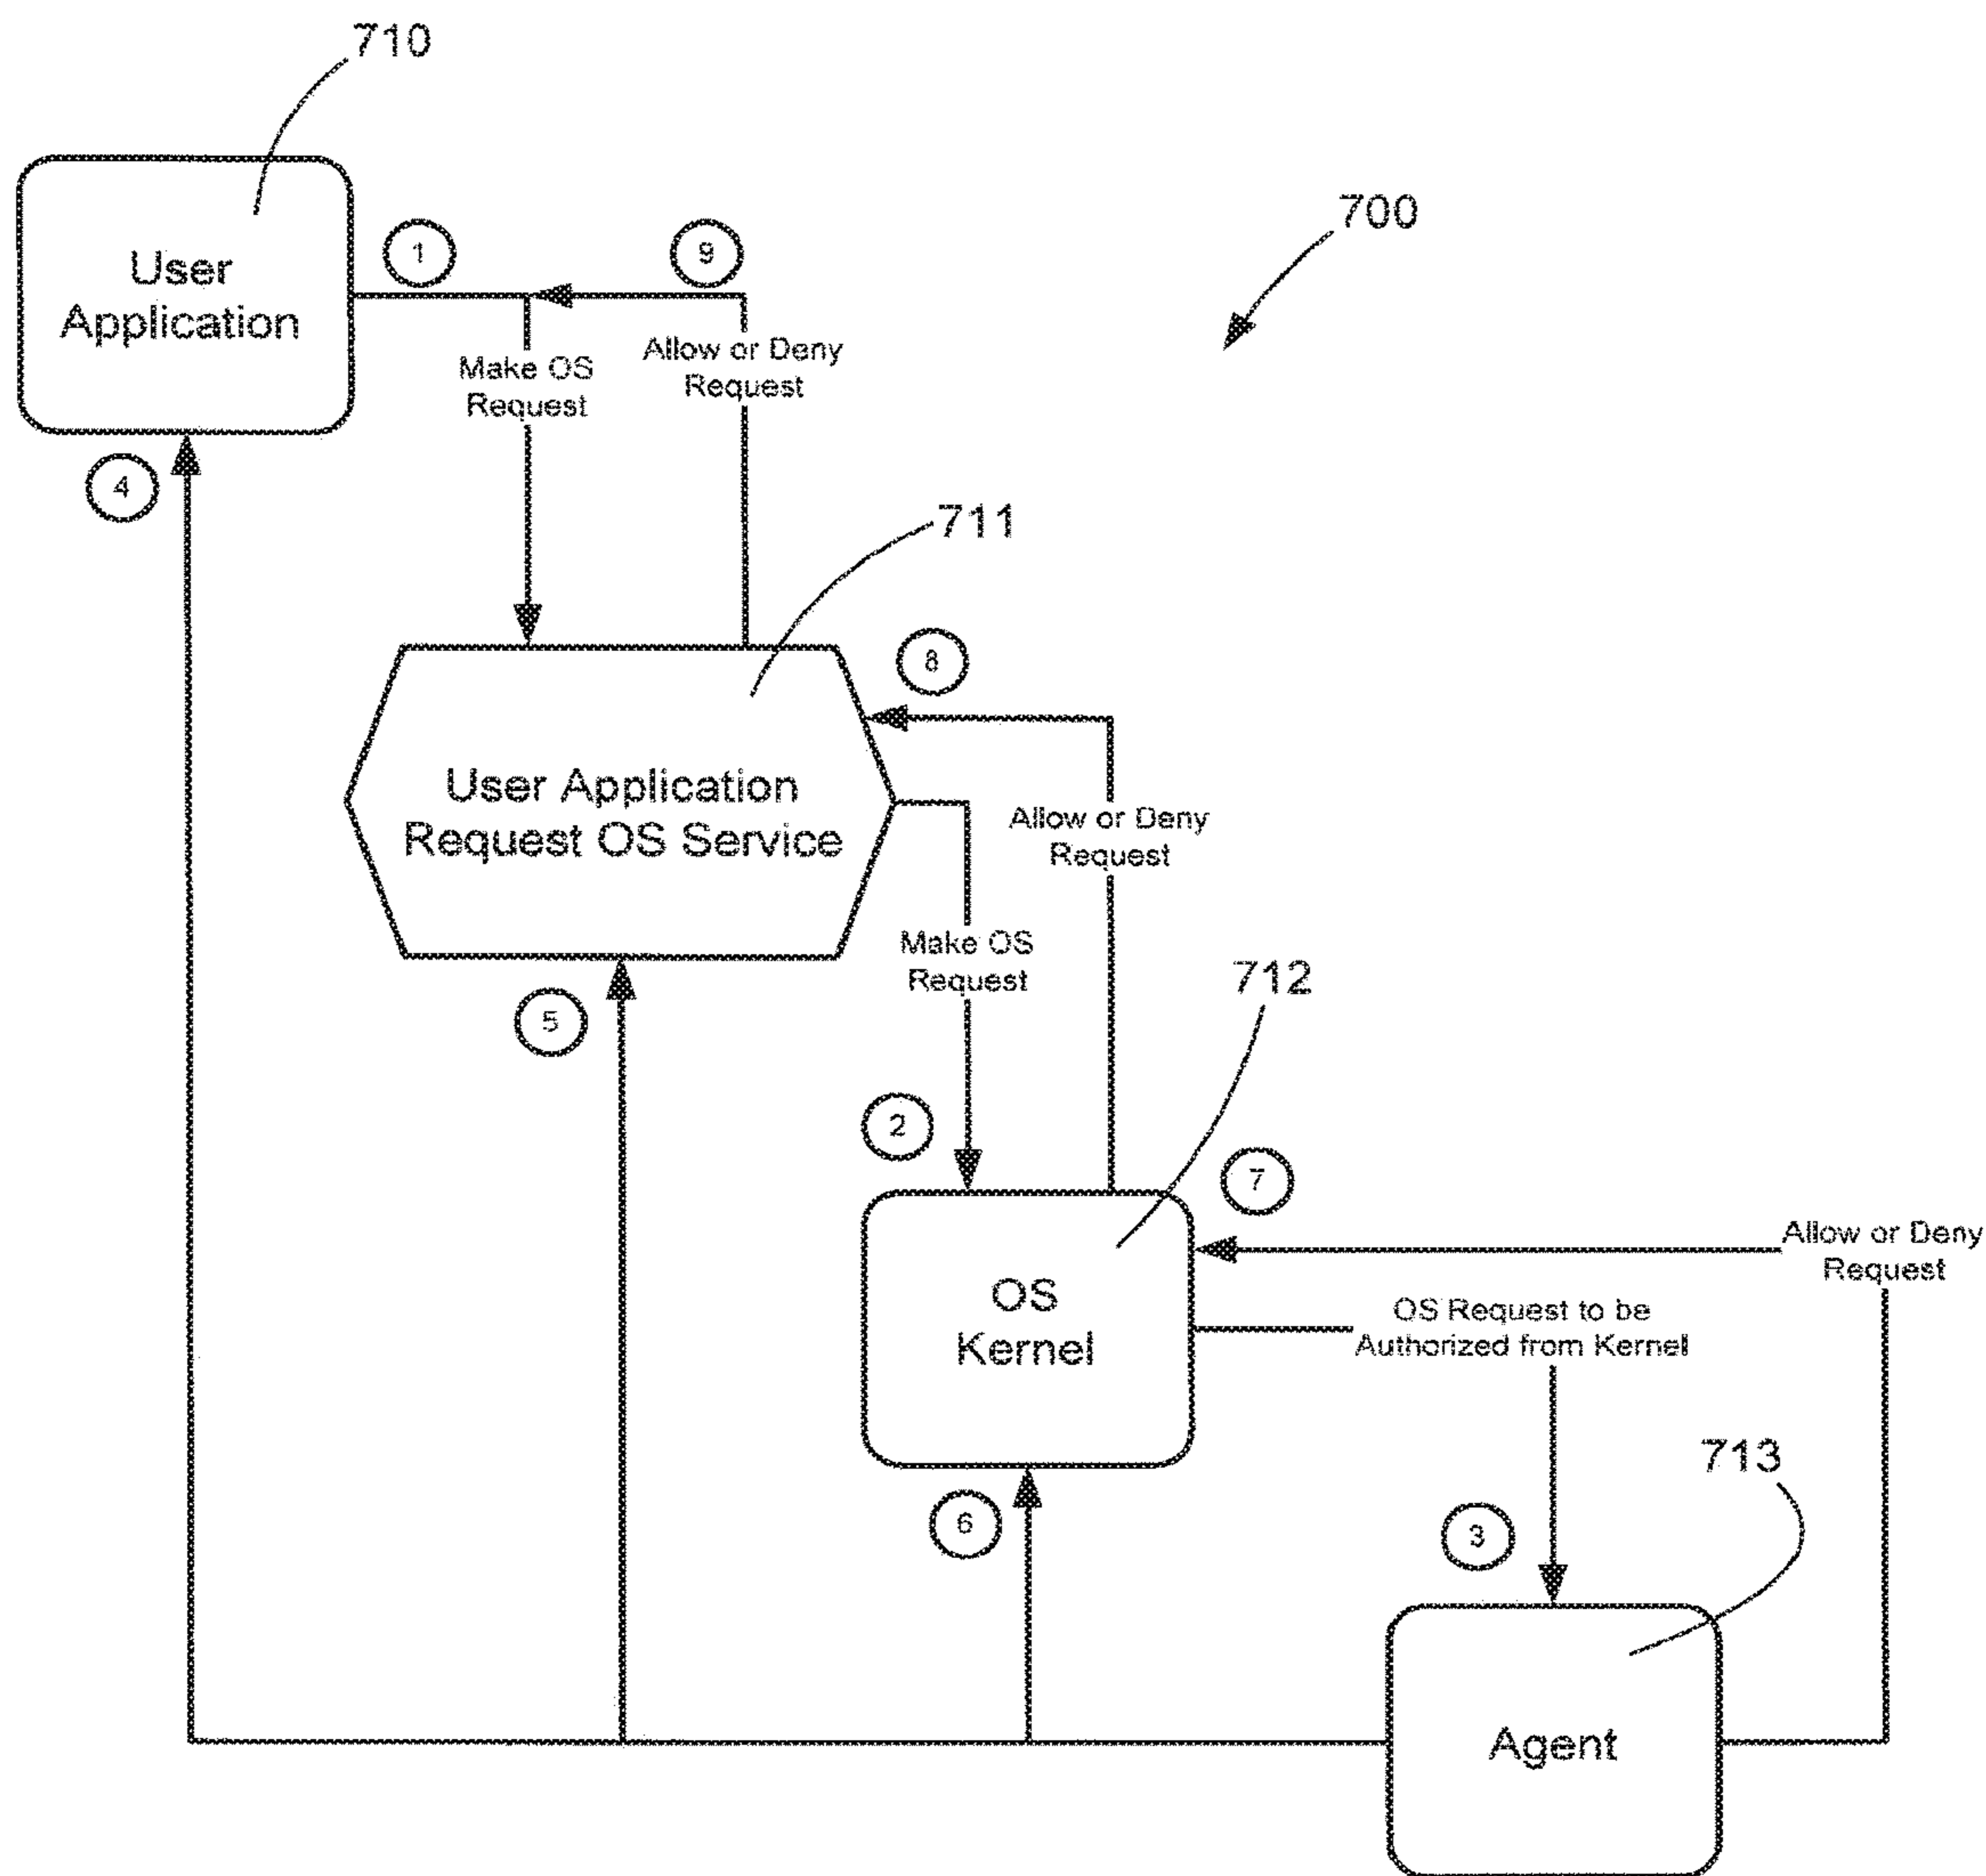 710
700
1
9
User
Application
Make OS
Request
Allow or Deny
Request
4
711
8
User Application
Request OS Service
Allow or Deny
Request
Make OS
Request
712
5
2
7
Allow or Deny
Request
OS
Kernel
OS Request to be
Authorized from Kernel
713
6
3
Agent